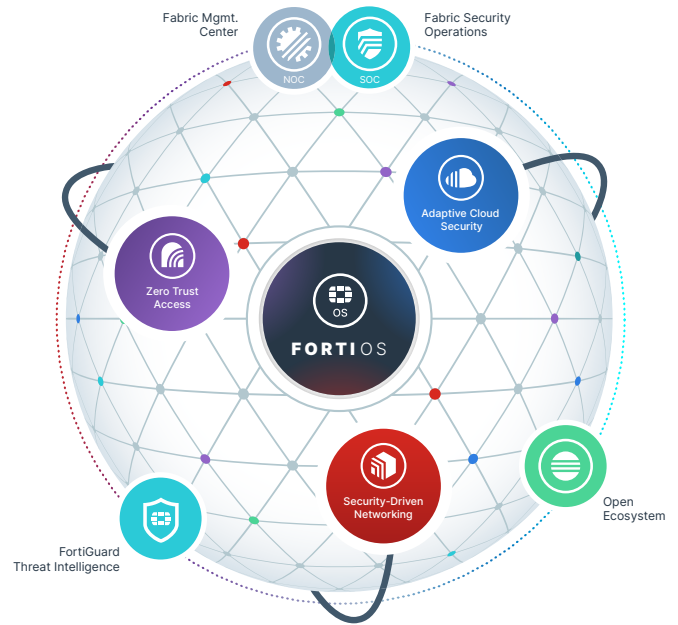 Fabric Mgmt.
Center
NOC
SOC
Fabric Security
Operations
Adaptive Cloud
Security
Zero Trust
Access
OS
FORTIOS
Security-Driven
Networking
Open
Ecosystem
FortiGuard
Threat Intelligence